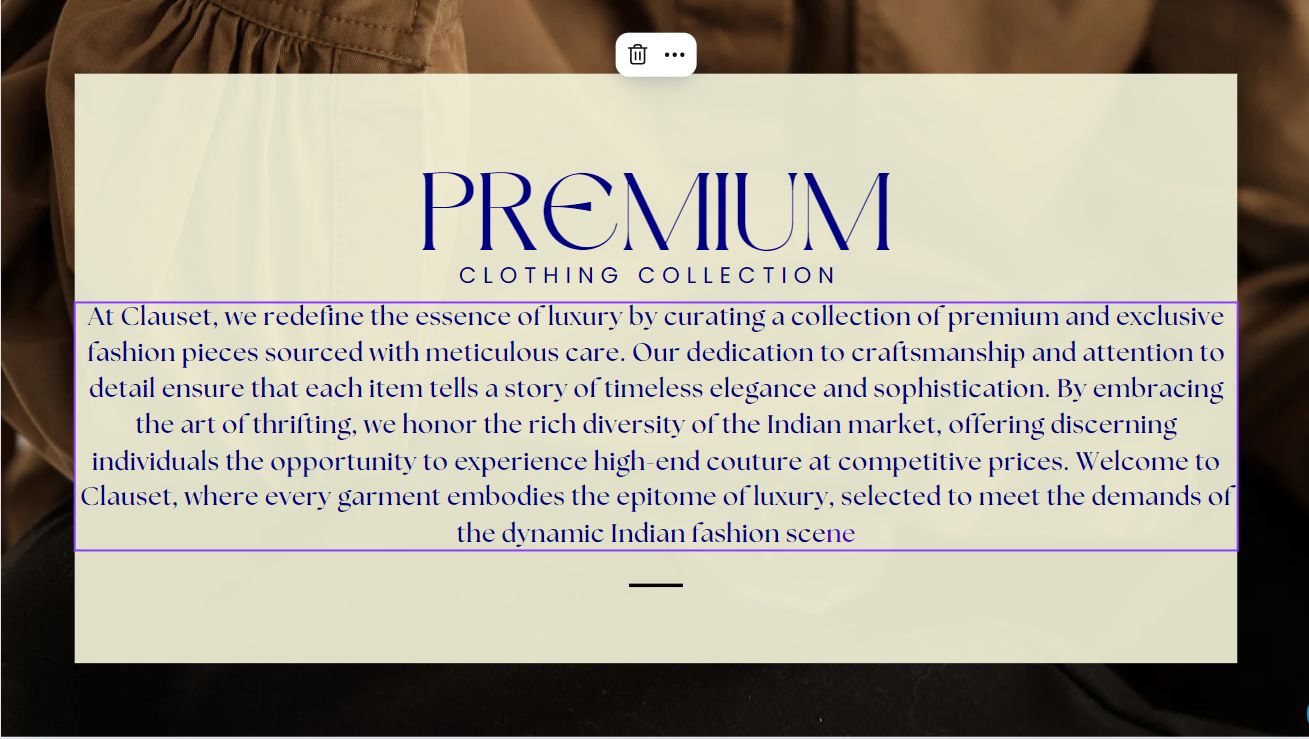 PREMIUM
CLOTHING COLLECTION
At Clauset, we redefine the essence of luxury by curating a collection of premium and exclusive
fashion pieces sourced with meticulous care. Our dedication to craftsmanship and attention to
detail ensure that each item tells a story of timeless elegance and sophistication. By embracing
the art of thrifting, we honor the rich diversity of the Indian market, offering discerning
individuals the opportunity to experience high-end couture at competitive prices. Welcome to
Clauset, where every garment embodies the epitome of luxury, selected to meet the demands of
the dynamic Indian fashion scene